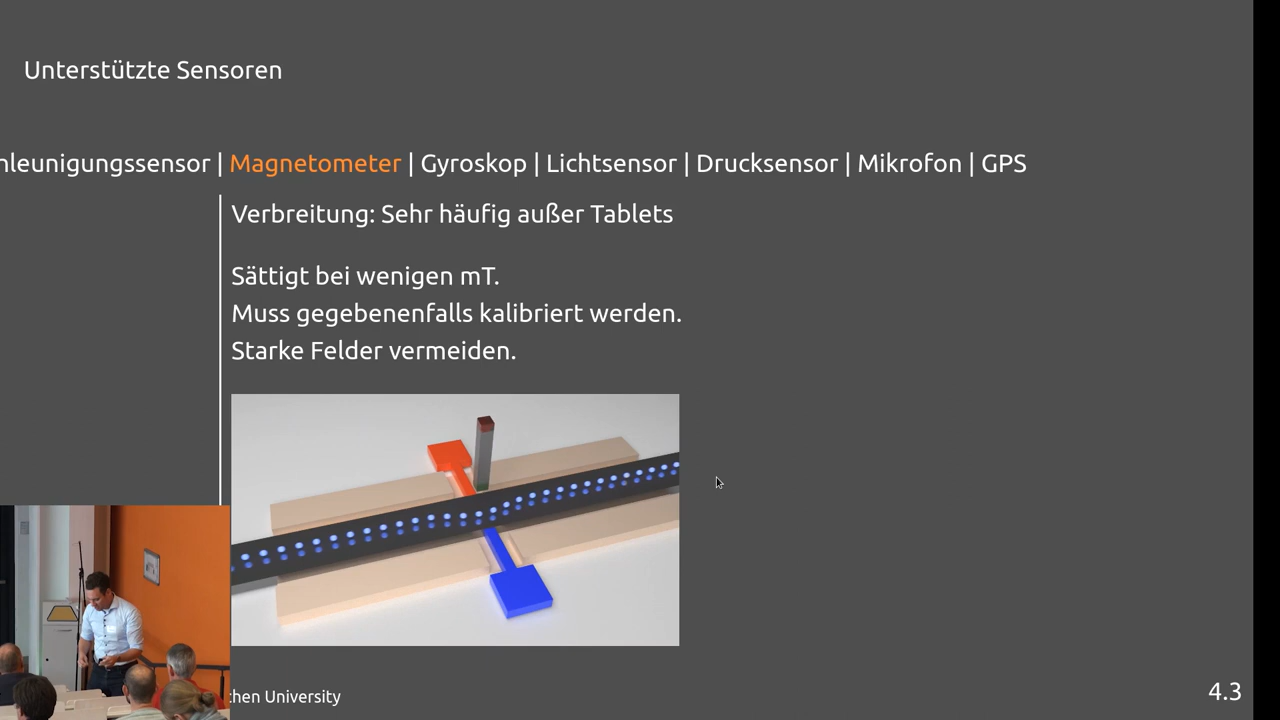 Unterstützte Sensoren
hleunigungssensor | Magnetometer | Gyroskop | Lichtsensor | Drucksensor | Mikrofon | GPS
Verbreitung: Sehr häufig außer Tablets
Sättigt bei wenigen mT.
Muss gegebenenfalls kalibriert werden.
Starke Felder vermeiden.
chen University
4.3